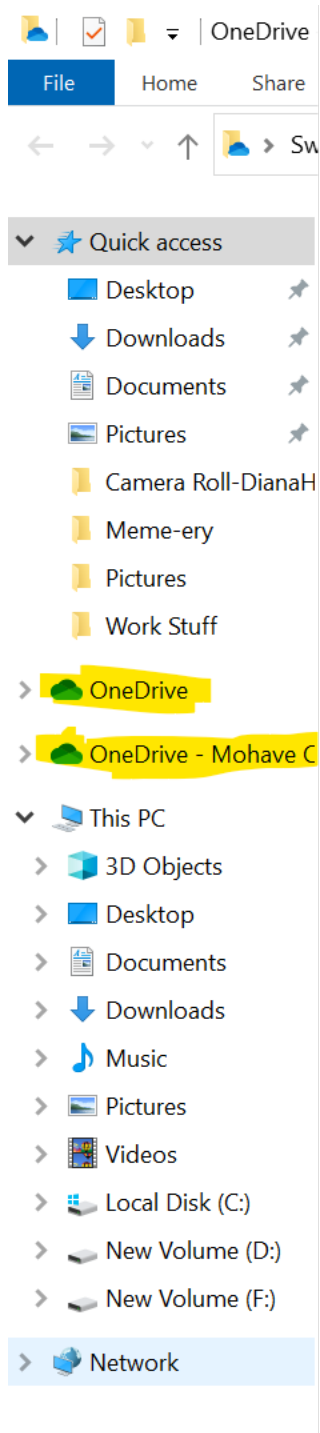 OneDrive
File Home Share
Sw
Quick access
Desktop
Downloads
Documents
Pictures
Camera Roll-DianaH
Meme-ery
Pictures
Work Stuff
OneDrive
OneDrive - Mohave C
This PC
3D Objects
Desktop
Documents
Downloads
Music
Pictures
Videos
Local Disk (C:)
New Volume (D:)
New Volume (F:)
Network